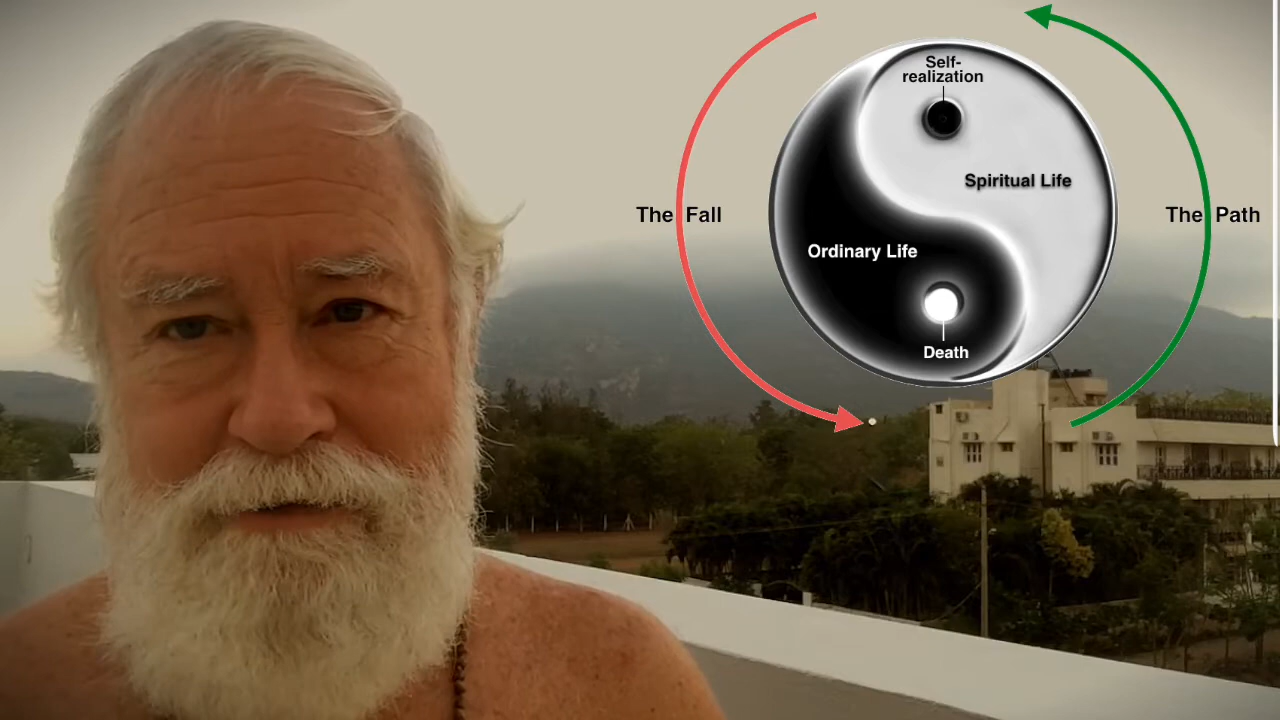 Self-
realization
Spiritual Life
The Fall
The Path
Ordinary Life
Death